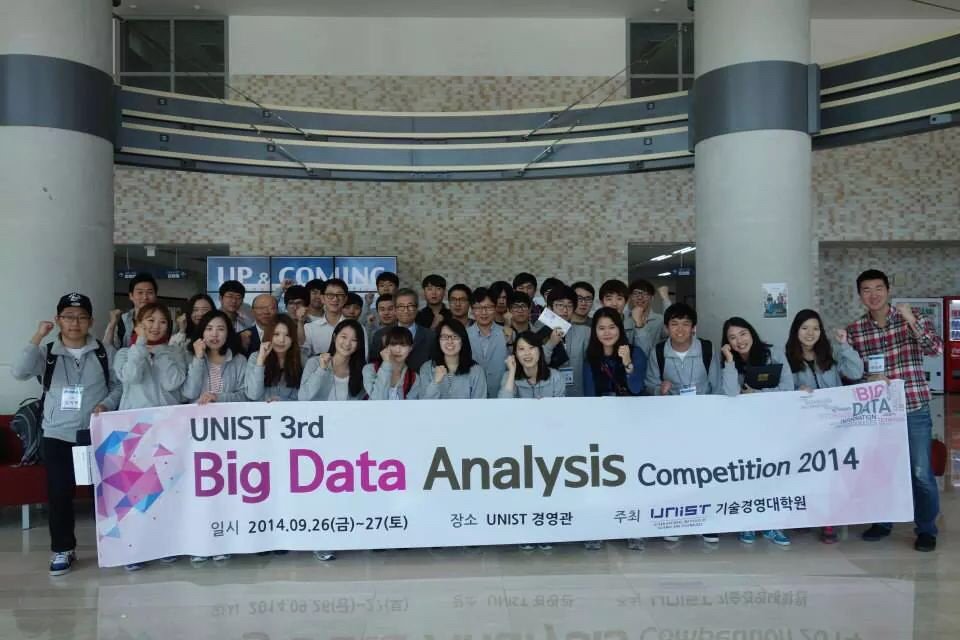 UP & COMING
UNIST 3rd
Big Data Analysis Competition 2014
일시 2014.09.26(금)~27(토) 장소 UNIST 경영관 주최 UNIST 기술경영대학원
BIG
DATA
INNOVATION